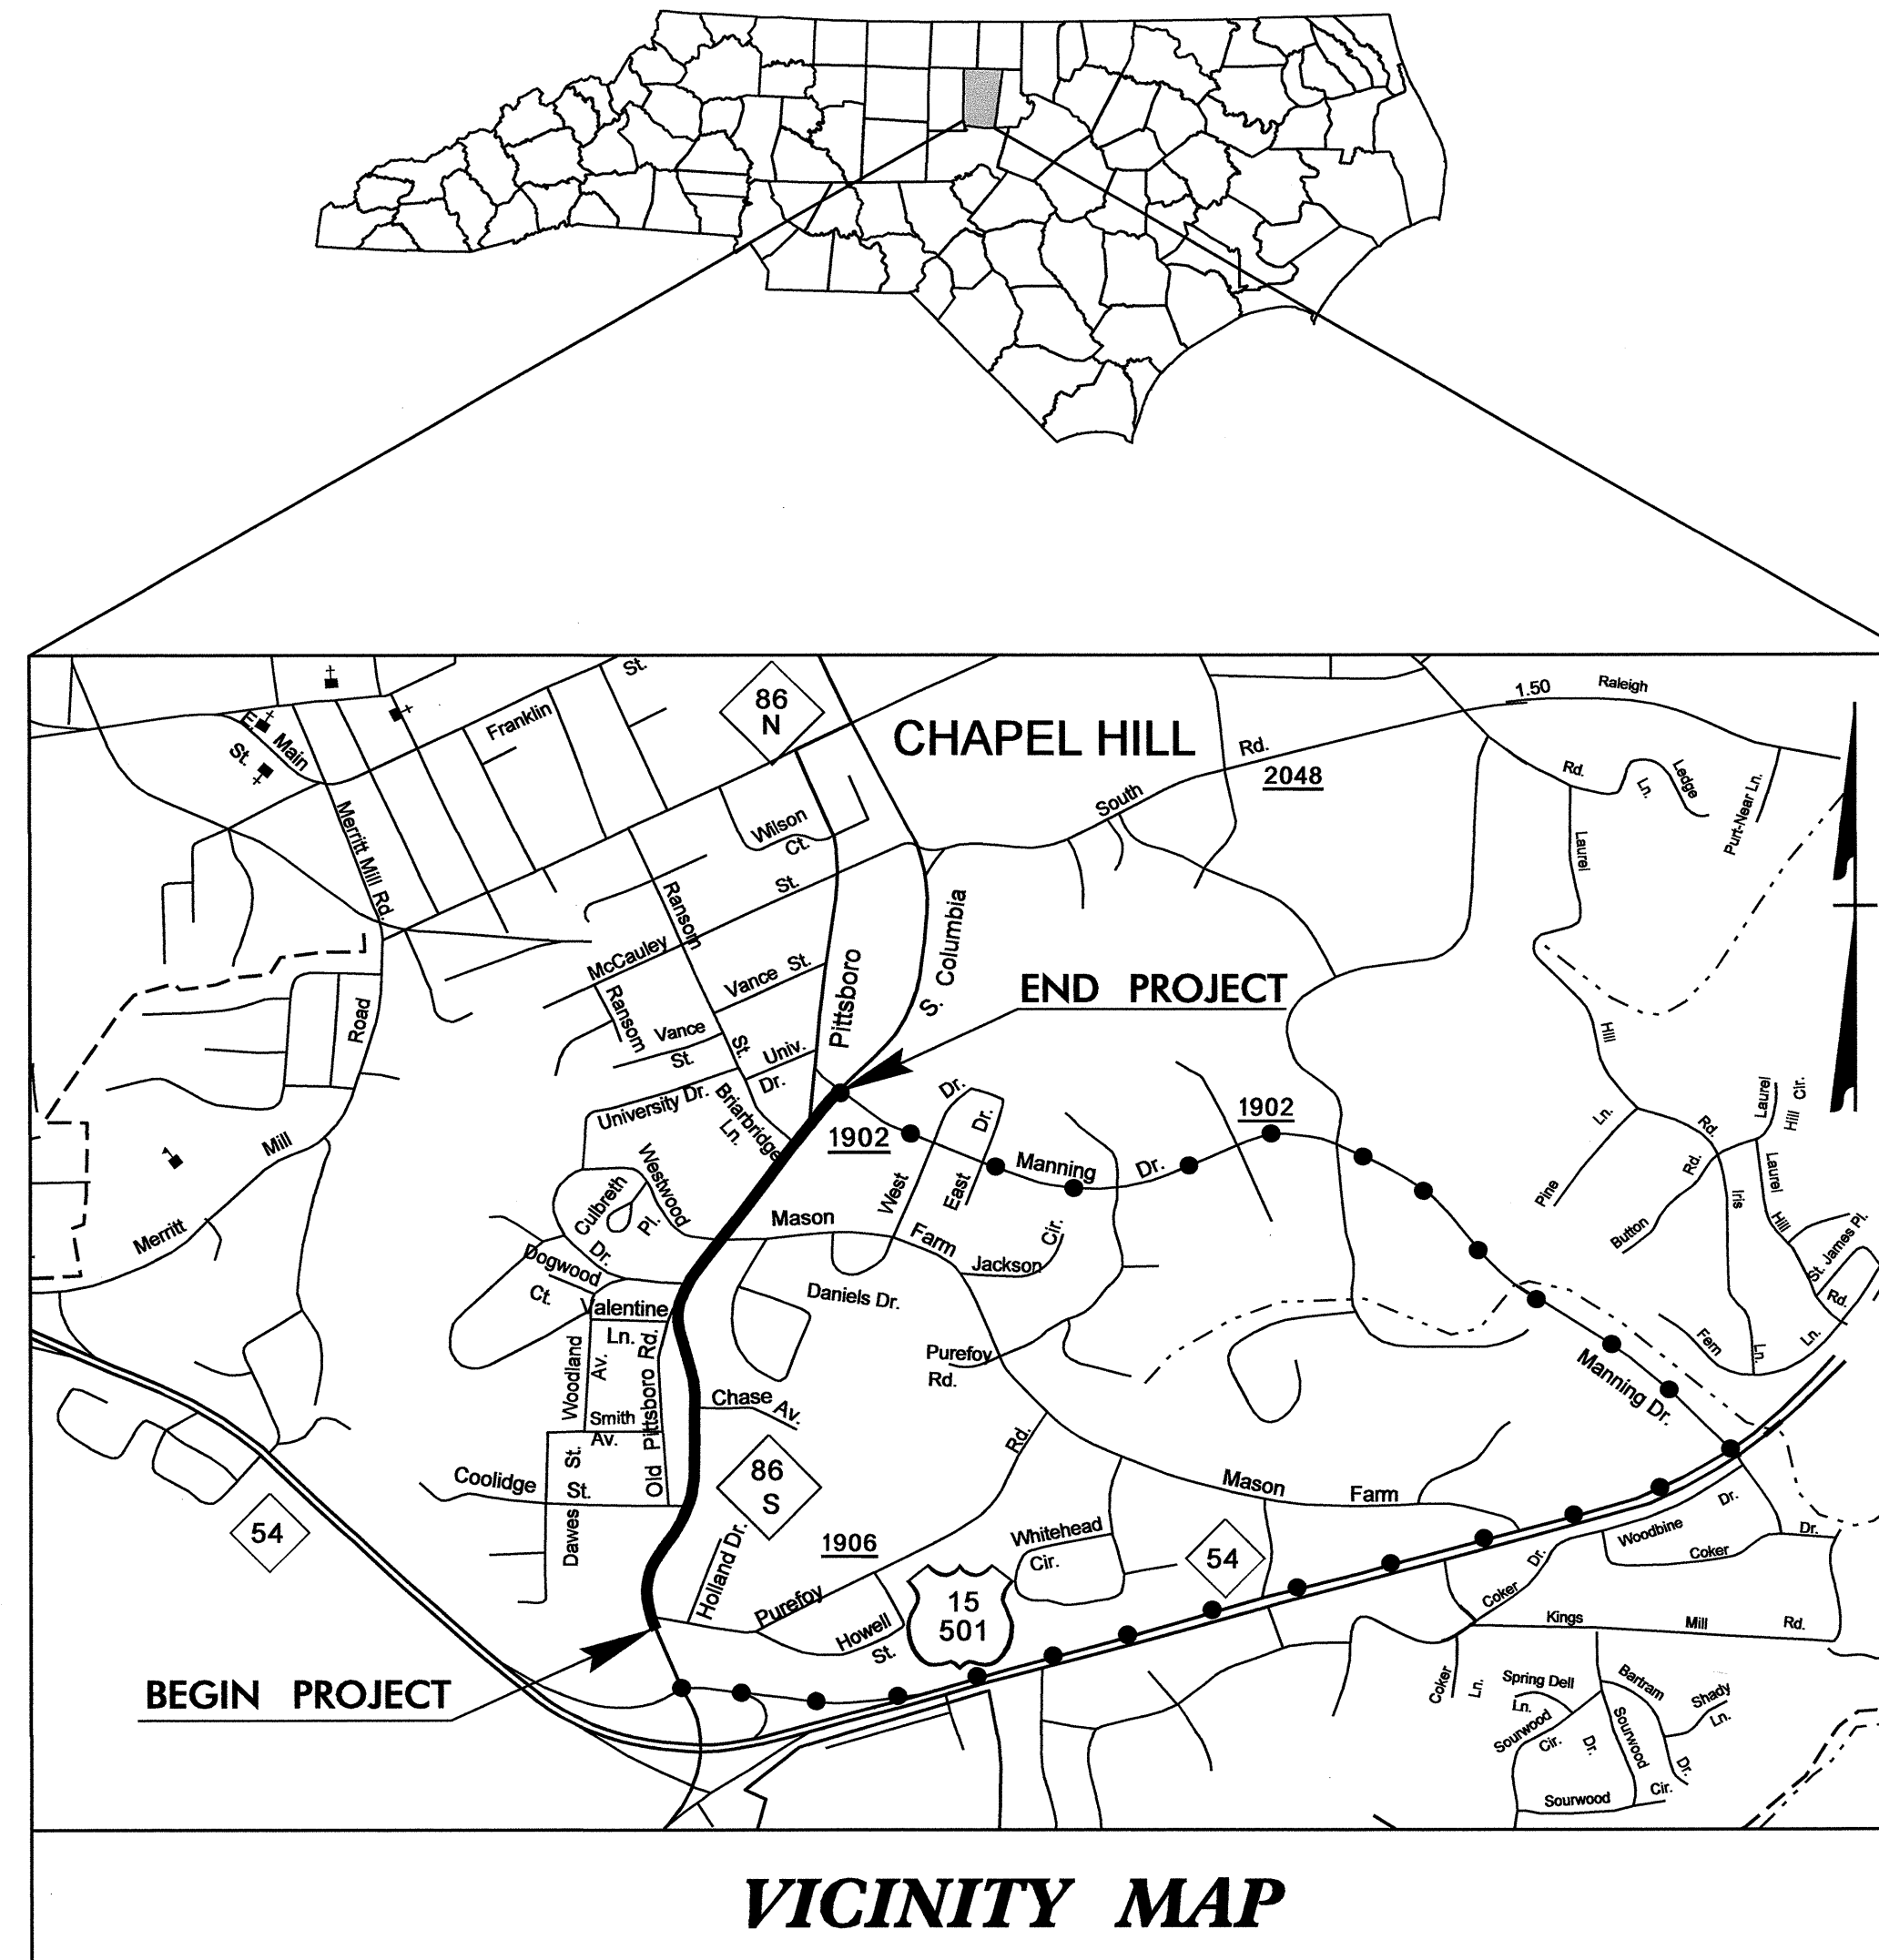 St.
86
N
CHAPEL HILL
1.50
Raleigh
Franklin
E.
Main
St.
Rd.
2048
Rd.
Ln.
Ledge
Purt-Near Ln.
South
Wilson
Ct.
Merritt Mill Rd.
Laurel
St.
Ransom
McCauley
S. Columbia
Vance St.
Pittsboro
END PROJECT
Ransom
Vance
St.
St.
Road
Hill
Univ.
Dr.
University Dr.
Briarbridge
Ln.
Dr.
Dr.
1902
1902
Laurel
Hill Cir.
Ln.
Rd.
Mill
Westwood
Manning
Dr.
West
East
Rd.
Laurel
Pine
Iris
Culbreth
Pl.
Dr.
Mason
Farm
Cir.
Jackson
Button
Hill
St. James Pl.
Merritt
Dogwood
Ct.
Valentine
Ln.
Daniels Dr.
Rd.
Woodland
Av.
Old Pittsboro Rd.
Purefoy
Rd.
Fern
Ln.
Ln.
Manning Dr.
Chase Av.
Smith
Av.
Rd.
86
S
Coolidge
St.
St.
Dawes
Mason
Farm
54
Holland Dr.
1906
Whitehead
Cir.
54
Dr.
Woodbine
Dr.
Coker
Dr.
Coker
Purefoy
15
501
Howell
St.
Kings
Mill
Rd.
BEGIN PROJECT
Coker
Ln.
Spring Dell
Ln.
Bartram
Shady
Ln.
Sourwood
Cir.
Dr.
Sourwood
Dr.
Cir.
Sourwood
VICINITY MAP